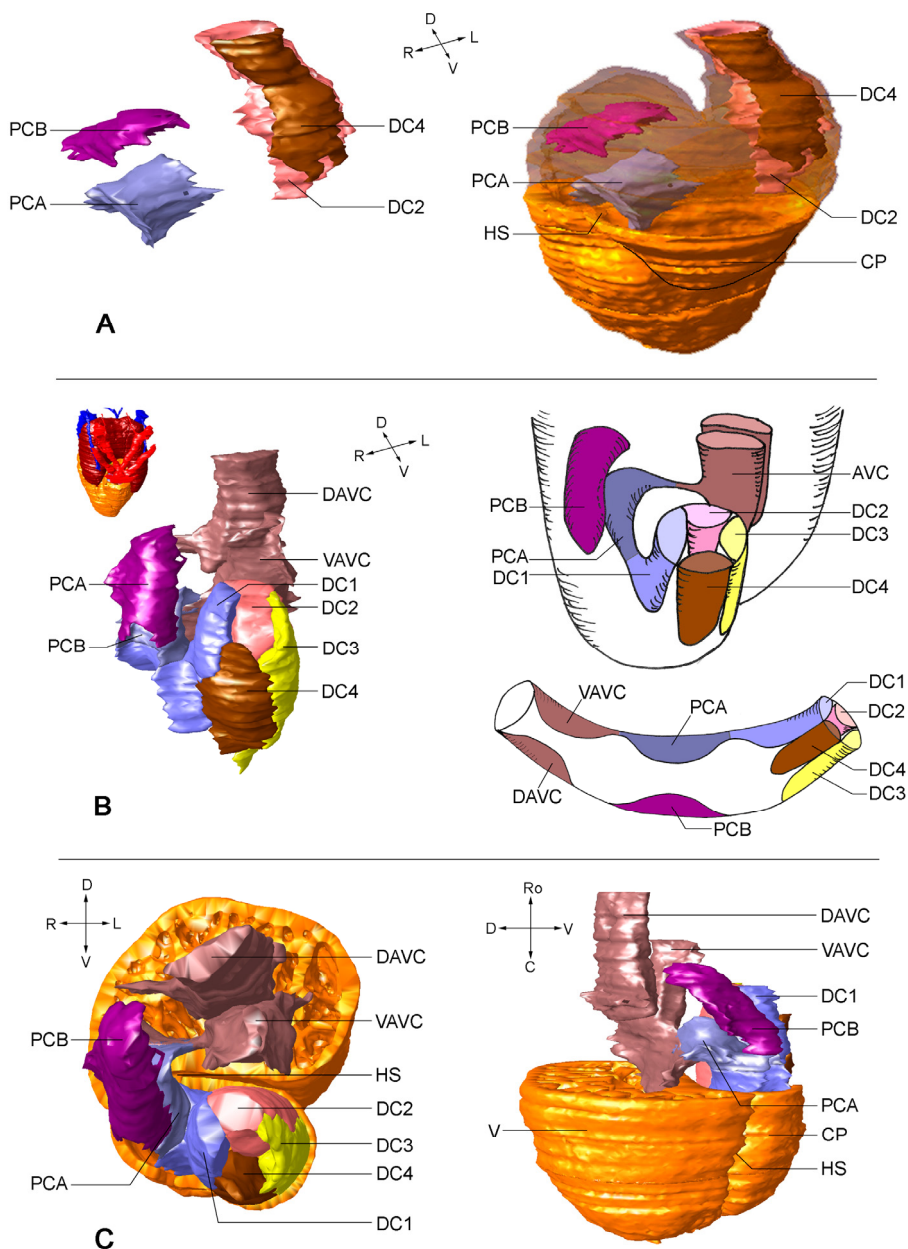 D
R L
V
PCB
PCA
DC4
DC2
PCB
PCA
HS
DC4
DC2
CP
A
D
R L
V
DAVC
VAVC
PCA
DC1
DC2
PCB
DC3
DC4
AVC
PCB
DC2
DC3
PCA
DC1
DC4
VAVC
PCA
DC1
DC2
DC4
DC3
DAVC
PCB
B
D
R L
V
DAVC
VAVC
PCB
HS
DC2
DC3
PCA
DC4
DC1
C
Ro
D V
C
DAVC
VAVC
DC1
PCB
PCA
V
CP
HS